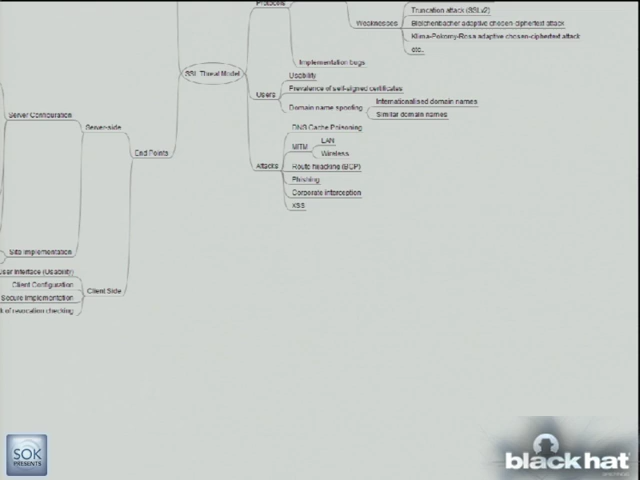 Protocols
Truncation attack (SSLv2)
Weaknesses
Bleichenbacher adaptive chosen-ciphertext attack
Klima-Pokorny-Rosa adaptive chosen-ciphertext attack
etc.
Implementation bugs
SSL Threat Model
Usability
Users
Prevalence of self-signed certificates
Domain name spoofing
Internationalised domain names
Similar domain names
Server Configuration
Server-side
DNS Cache Poisoning
End Points
MITM
LAN
Wireless
Attacks
Route hijacking (BGP)
Phishing
Corporate interception
XSS
Site Implementation
User Interface (Usability)
Client Configuration
Client Side
Secure Implementation
of revocation checking
SOK
PRESENTS
black hat